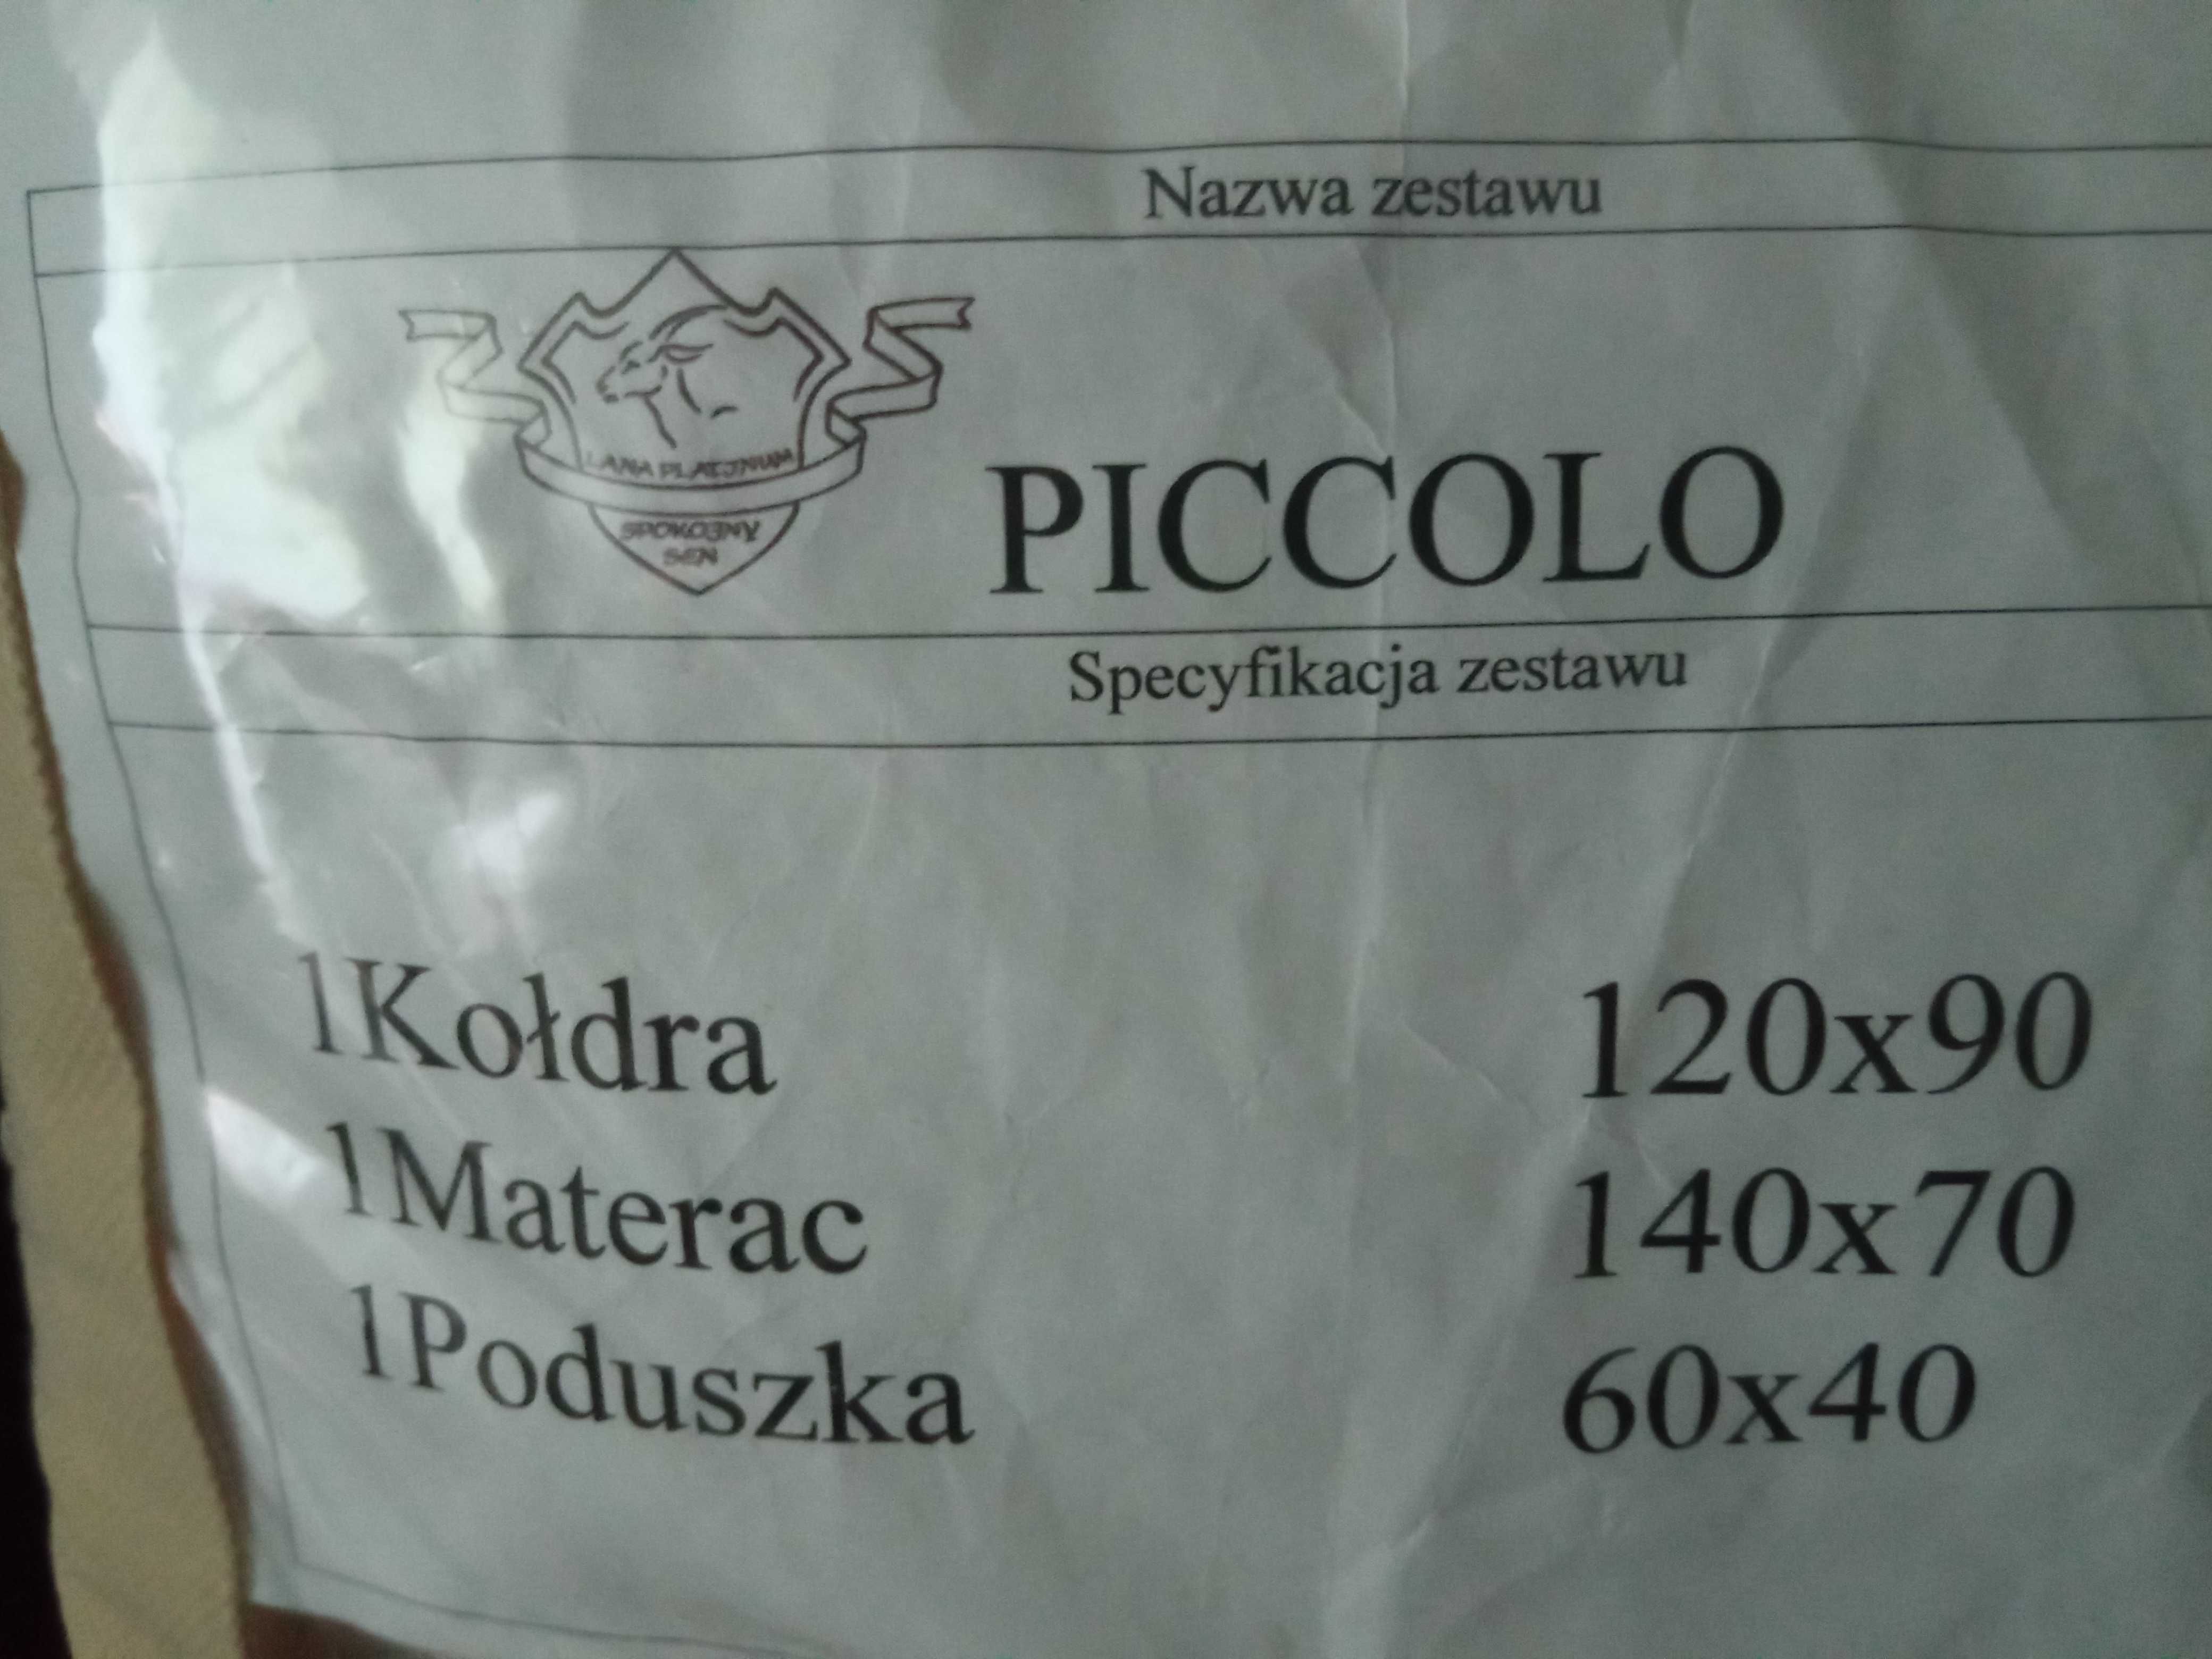 Nazwa zestawu
LANA PLATINUM
SPOKOJNY
SEN
PICCOLO
Specyfikacja zestawu
1Kołdra 120x90
1Materac 140x70
1Poduszka 60x40